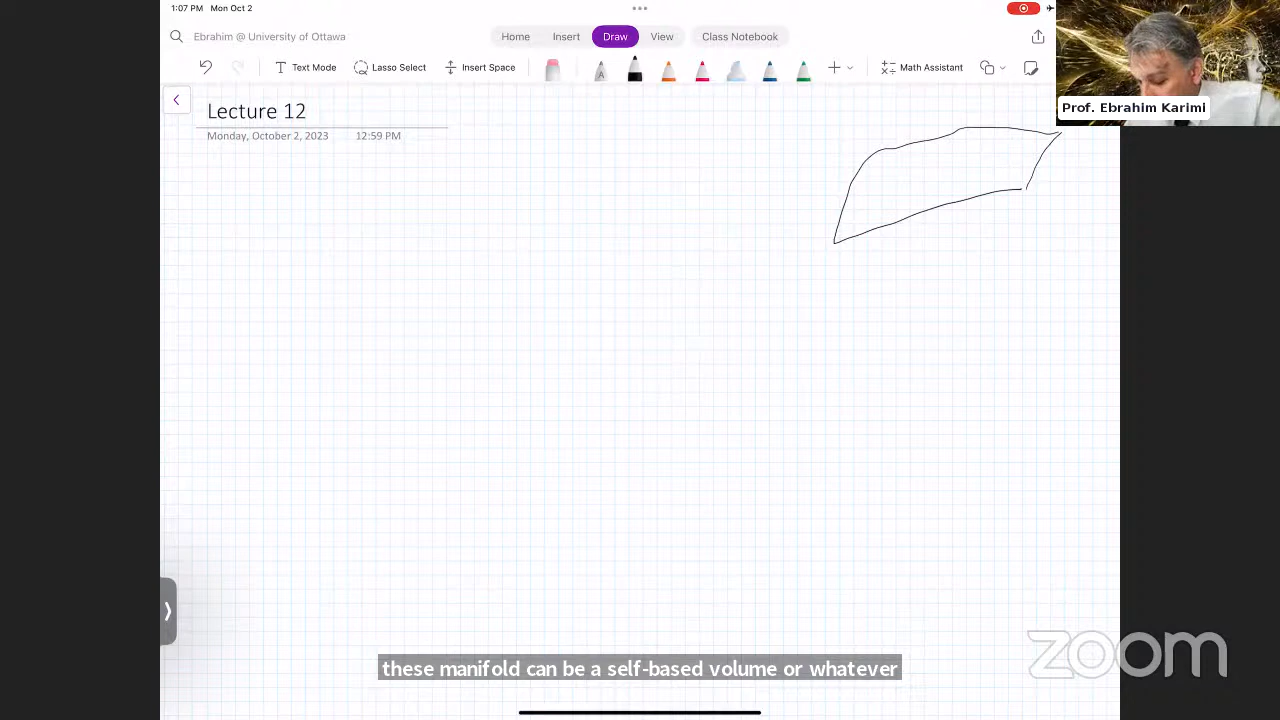 1:07 PM Mon Oct 2
Ebrahim @ University of Ottawa
Home Insert Draw View Class Notebook
Text Mode Lasso Select Insert Space A Math Assistant
Prof. Ebrahim Karimi
Lecture 12
Monday, October 2, 2023 12:59 PM
these manifold can be a self-based volume or whatever
zoom